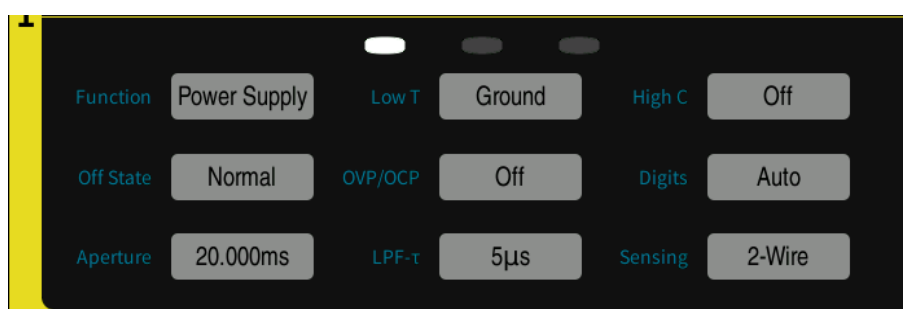 1
Function Power Supply Low T Ground High C Off
Off State Normal OVP/OCP Off Digits Auto
Aperture 20.000ms LPF-τ 5µs Sensing 2-Wire